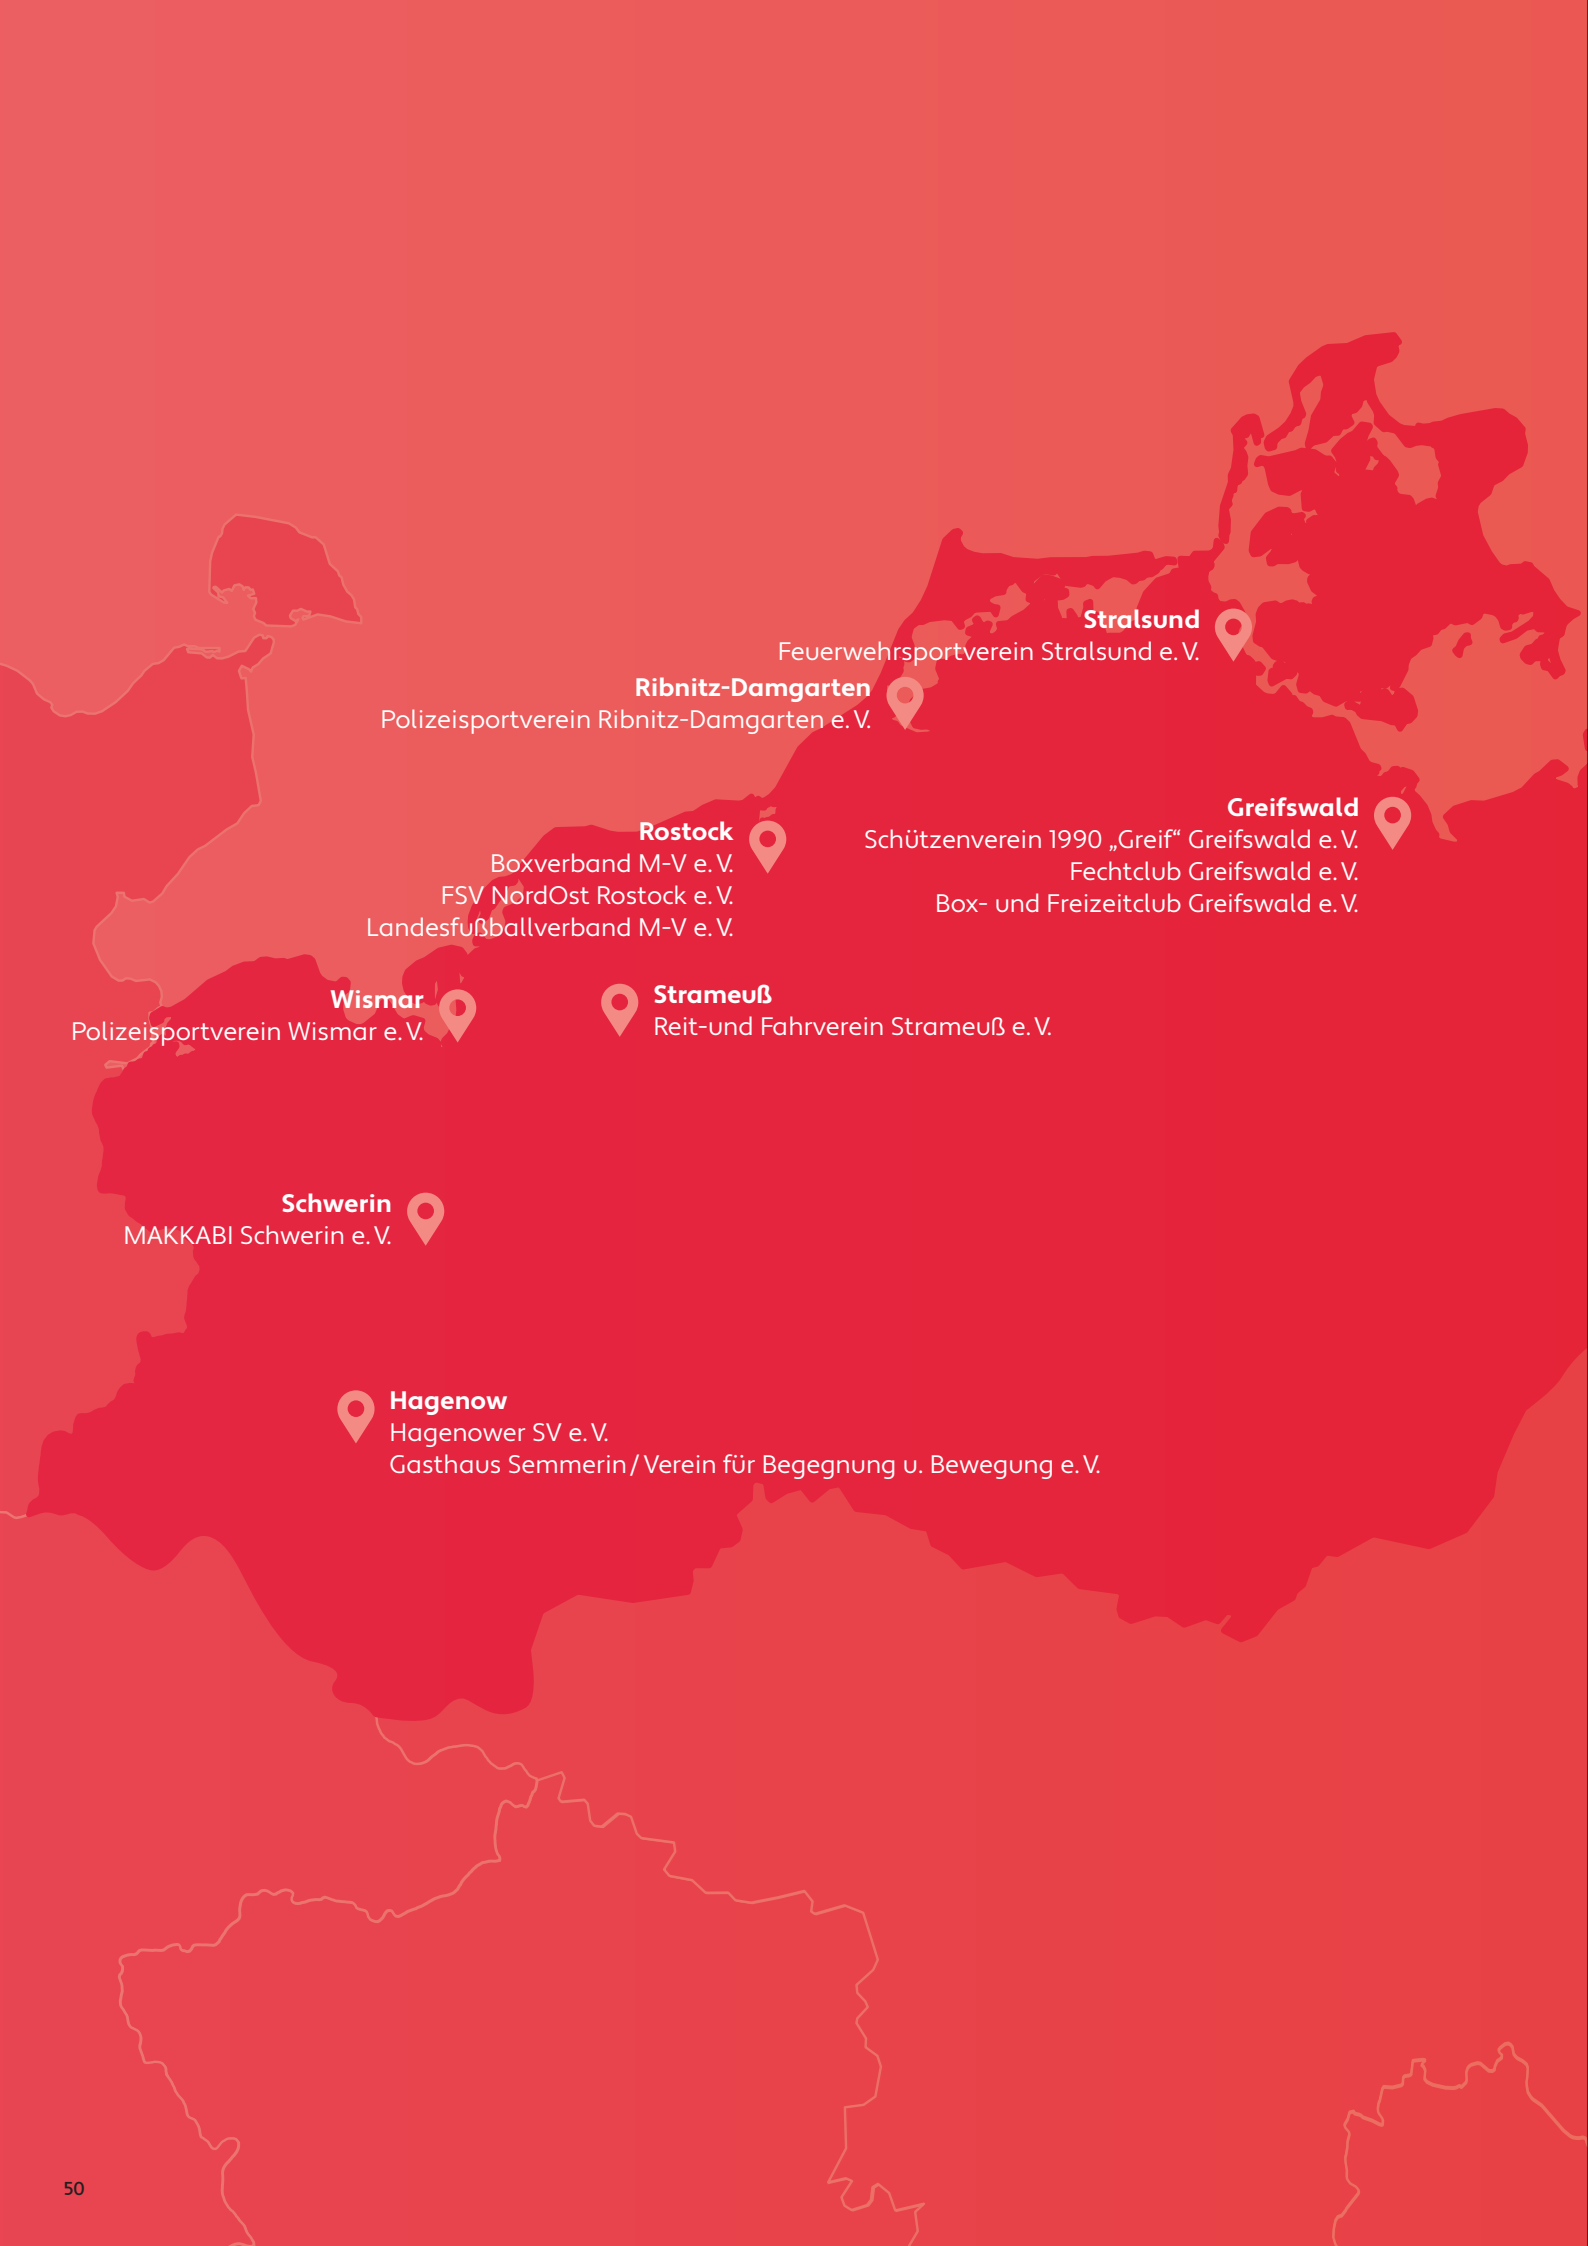 Stralsund
Feuerwehrsportverein Stralsund e. V.
Ribnitz-Damgarten
Polizeisportverein Ribnitz-Damgarten e. V.
Greifswald
Schützenverein 1990 „Greif“ Greifswald e. V.
Fechtclub Greifswald e. V.
Box- und Freizeitclub Greifswald e. V.
Rostock
Boxverband M-V e. V.
FSV NordOst Rostock e. V.
Landesfußballverband M-V e. V.
Wismar
Polizeisportverein Wismar e. V.
Strameuß
Reit-und Fahrverein Strameuß e. V.
Schwerin
MAKKABI Schwerin e. V.
Hagenow
Hagenower SV e. V.
Gasthaus Semmerin / Verein für Begegnung u. Bewegung e. V.
50